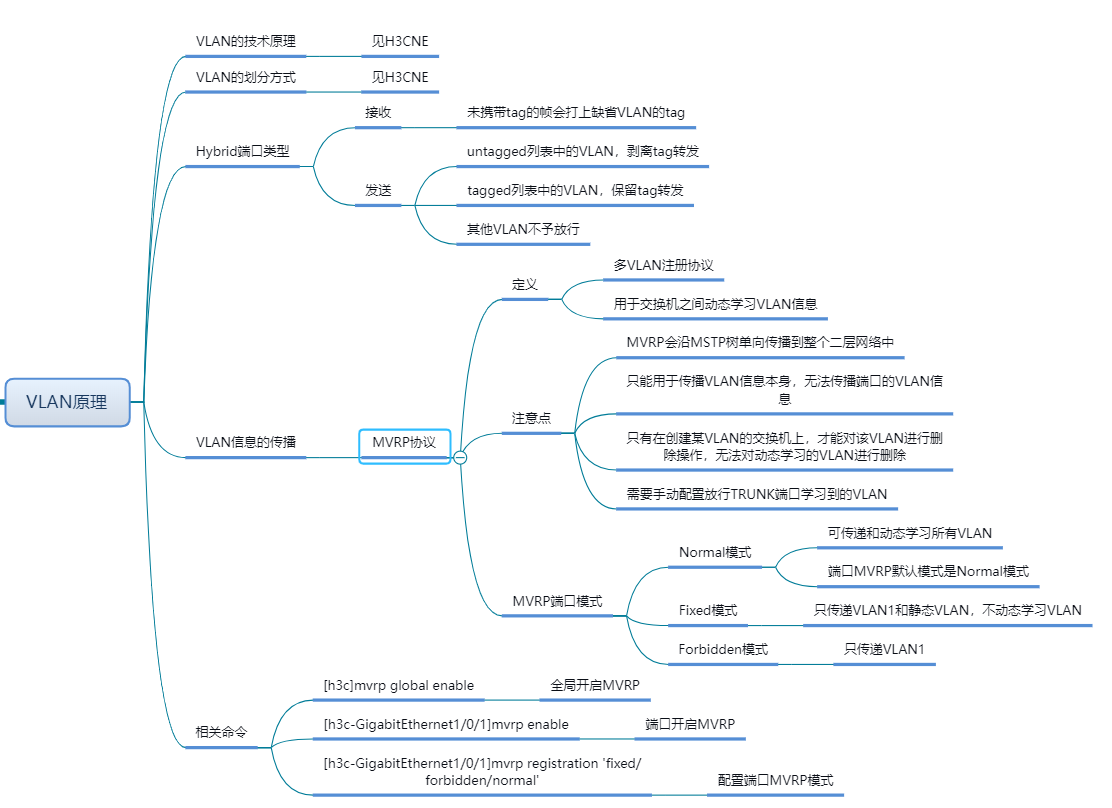 VLAN的技术原理
见H3CNE
VLAN的划分方式
见H3CNE
Hybrid端口类型
接收
未携带tag的帧会打上缺省VLAN的tag
发送
untagged列表中的VLAN，剥离tag转发
tagged列表中的VLAN，保留tag转发
其他VLAN不予放行
VLAN原理
VLAN信息的传播
MVRP协议
定义
多VLAN注册协议
用于交换机之间动态学习VLAN信息
注意点
MVRP会沿MSTP树单向传播到整个二层网络中
只能用于传播VLAN信息本身，无法传播端口的VLAN信
息
只有在创建某VLAN的交换机上，才能对该VLAN进行删
除操作，无法对动态学习的VLAN进行删除
需要手动配置放行TRUNK端口学习到的VLAN
MVRP端口模式
Normal模式
可传递和动态学习所有VLAN
端口MVRP默认模式是Normal模式
Fixed模式
只传递VLAN1和静态VLAN，不动态学习VLAN
Forbidden模式
只传递VLAN1
相关命令
[h3c]mvrp global enable
全局开启MVRP
[h3c-GigabitEthernet1/0/1]mvrp enable
端口开启MVRP
[h3c-GigabitEthernet1/0/1]mvrp registration 'fixed/
forbidden/normal'
配置端口MVRP模式